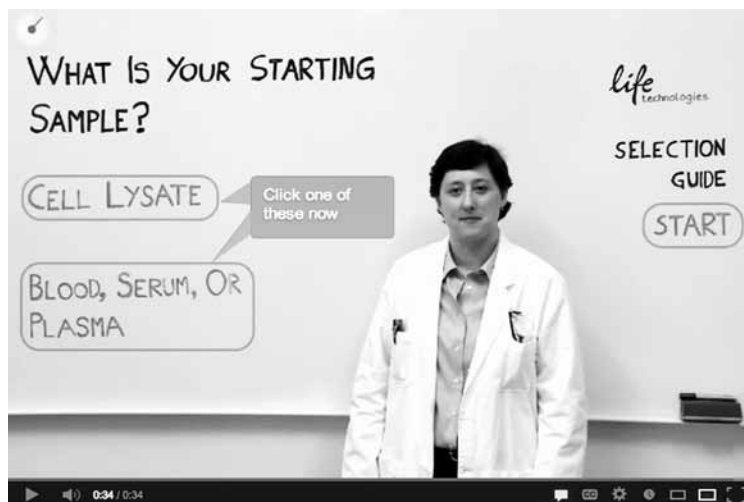 WHAT IS YOUR STARTING
SAMPLE?
life
technologies
SELECTION
GUIDE
START
CELL LYSATE
Click one of
these now
BLOOD, SERUM, OR
PLASMA
0:34 / 0:34
CC